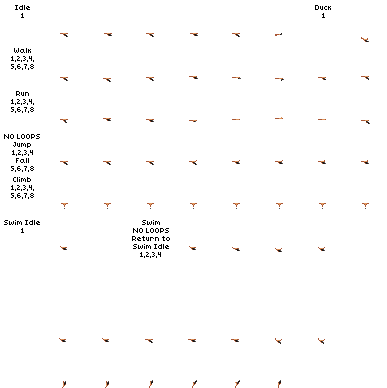 Idle
1
Duck
1
Walk
1,2,3,4,
5,6,7,8
Run
1,2,3,4,
5,6,7,8
NO LOOPS
Jump
1,2,3,4
Fall
5,6,7,8
Climb
1,2,3,4,
5,6,7,8
Swim Idle
1
Swim
NO LOOPS
Return to
Swim Idle
1,2,3,4